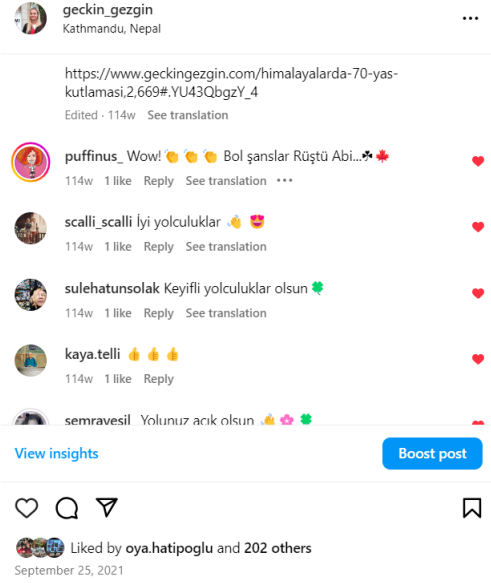 geckin_gezgin
Kathmandu, Nepal
https://www.geckingezgin.com/himalayalarda-70-yas-
kutlamasi,2,669#.YU43QbgzY_4
Edited · 114w See translation
puffinus_ Wow! 👏 👏 👏 Bol şanslar Rüştü Abi...☘🍁
114w 1 like Reply See translation •••
scalli_scalli İyi yolculuklar 👋 😍
114w 1 like Reply See translation
sulehatunsolak Keyifli yolculuklar olsun🍀
114w 1 like Reply See translation
kaya.telli 👍 👍 👍
114w 1 like Reply
semrayesil_ Yolunuz açık olsun 👋 🌸 🍀
View insights
Boost post
Liked by oya.hatipoglu and 202 others
September 25, 2021